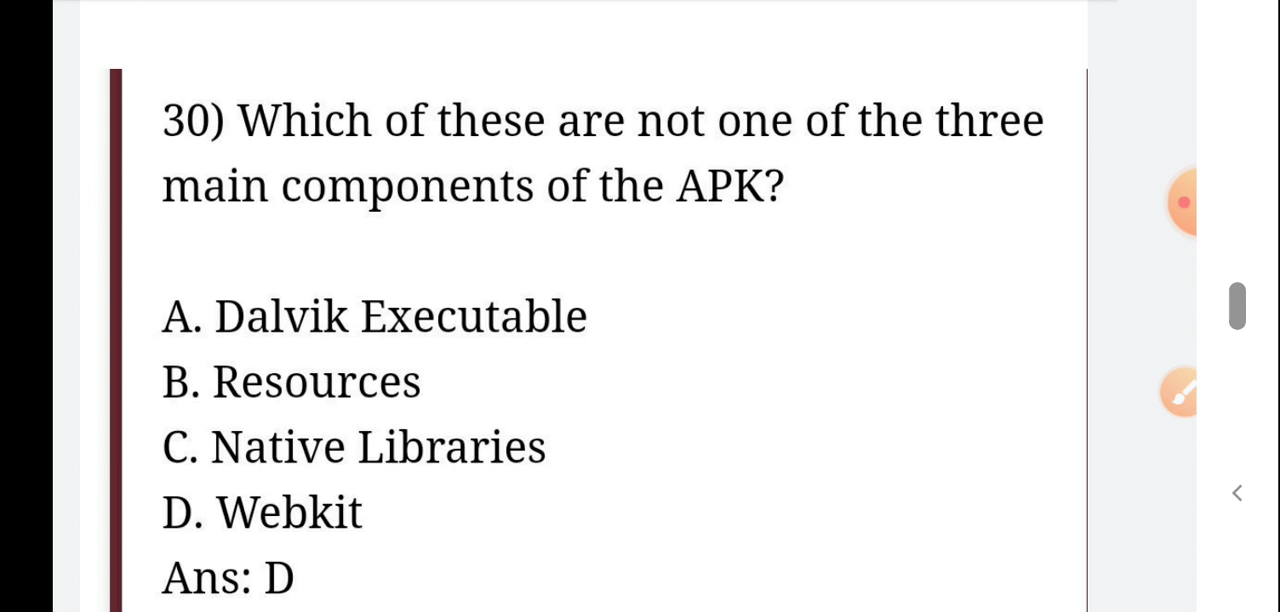 30) Which of these are not one of the three
main components of the APK?
A. Dalvik Executable
B. Resources
C. Native Libraries
D. Webkit
Ans: D